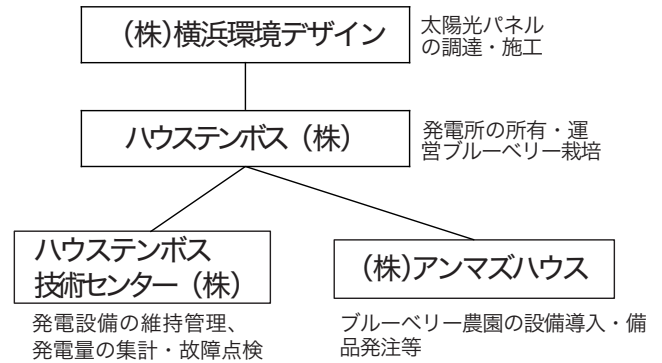 (株)横浜環境デザイン
太陽光パネル
の調達・施工
ハウステンボス (株)
発電所の所有・運
営ブルーベリー栽培
ハウステンボス
技術センター (株)
発電設備の維持管理、
発電量の集計・故障点検
(株)アンマズハウス
ブルーベリー農園の設備導入・備
品発注等